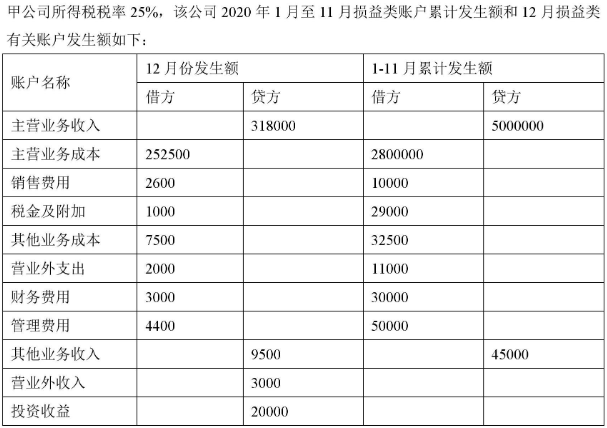 甲公司所得税税率 25%，该公司 2020 年 1 月至 11 月损益类账户累计发生额和 12 月损益类
有关账户发生额如下：
账户名称 12 月份发生额 1-11 月累计发生额
借方 贷方 借方 贷方
主营业务收入 318000 5000000
主营业务成本 252500 2800000
销售费用 2600 10000
税金及附加 1000 29000
其他业务成本 7500 32500
营业外支出 2000 11000
财务费用 3000 30000
管理费用 4400 50000
其他业务收入 9500 45000
营业外收入 3000
投资收益 20000